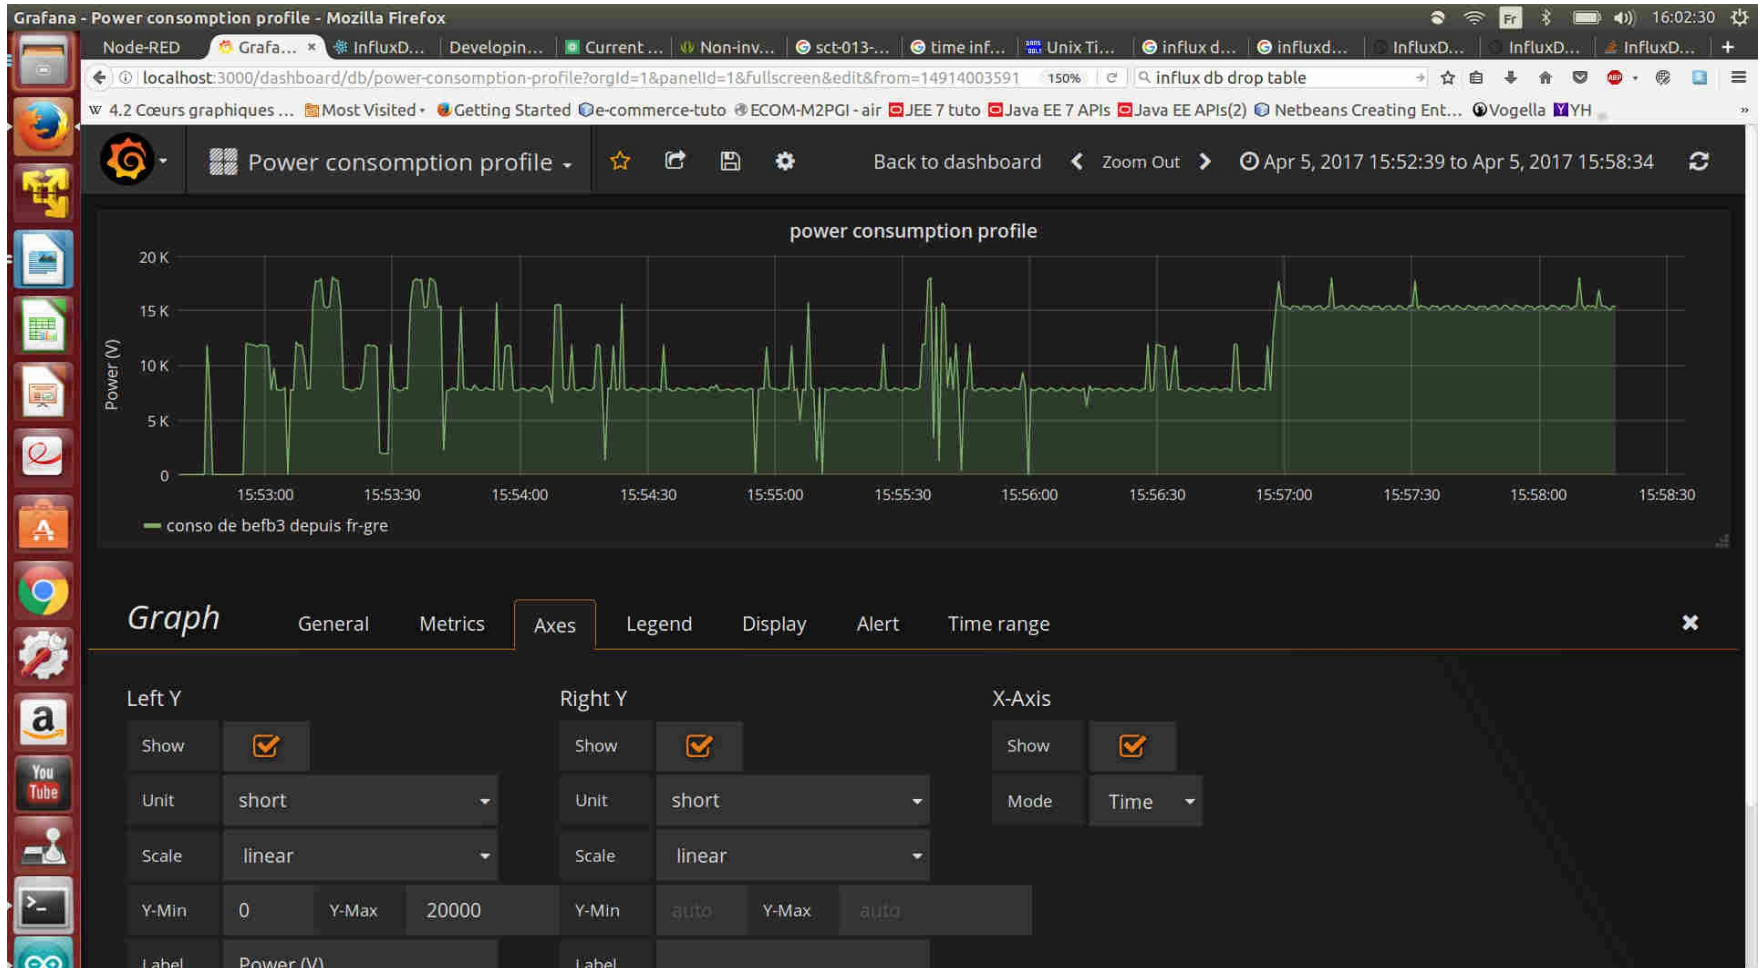 Grafana - Power consomption profile - Mozilla Firefox
Fr
16:02:30
Node-RED
Grafa... ×
InfluxD...
Developin...
Current ...
Non-inv...
sct-013-...
time inf...
Unix Ti...
influx d...
influxd...
InfluxD...
InfluxD...
InfluxD...
localhost:3000/dashboard/db/power-consomption-profile?orgId=1&panelId=1&fullscreen&edit&from=14914003591
150%
influx db drop table
ABP
W 4.2 Cœurs graphiques ...
Most Visited
Getting Started
e-commerce-tuto
ECOM-M2PGI - air
JEE 7 tuto
Java EE 7 APIs
Java EE APIs(2)
Netbeans Creating Ent...
Vogella
YH
»
Power consomption profile
Back to dashboard
Zoom Out
Apr 5, 2017 15:52:39 to Apr 5, 2017 15:58:34
power consumption profile
Power (V)
20 K
15 K
10 K
5 K
0
15:53:00 15:53:30 15:54:00 15:54:30 15:55:00 15:55:30 15:56:00 15:56:30 15:57:00 15:57:30 15:58:00 15:58:30
conso de befb3 depuis fr-gre
Graph
General
Metrics
Axes
Legend
Display
Alert
Time range
Left Y
Show
Unit short
Scale linear
Y-Min 0 Y-Max 20000
Label Power (V)
Right Y
Show
Unit short
Scale linear
Y-Min auto Y-Max auto
Label
X-Axis
Show
Mode Time
A
a
You
Tube
>_